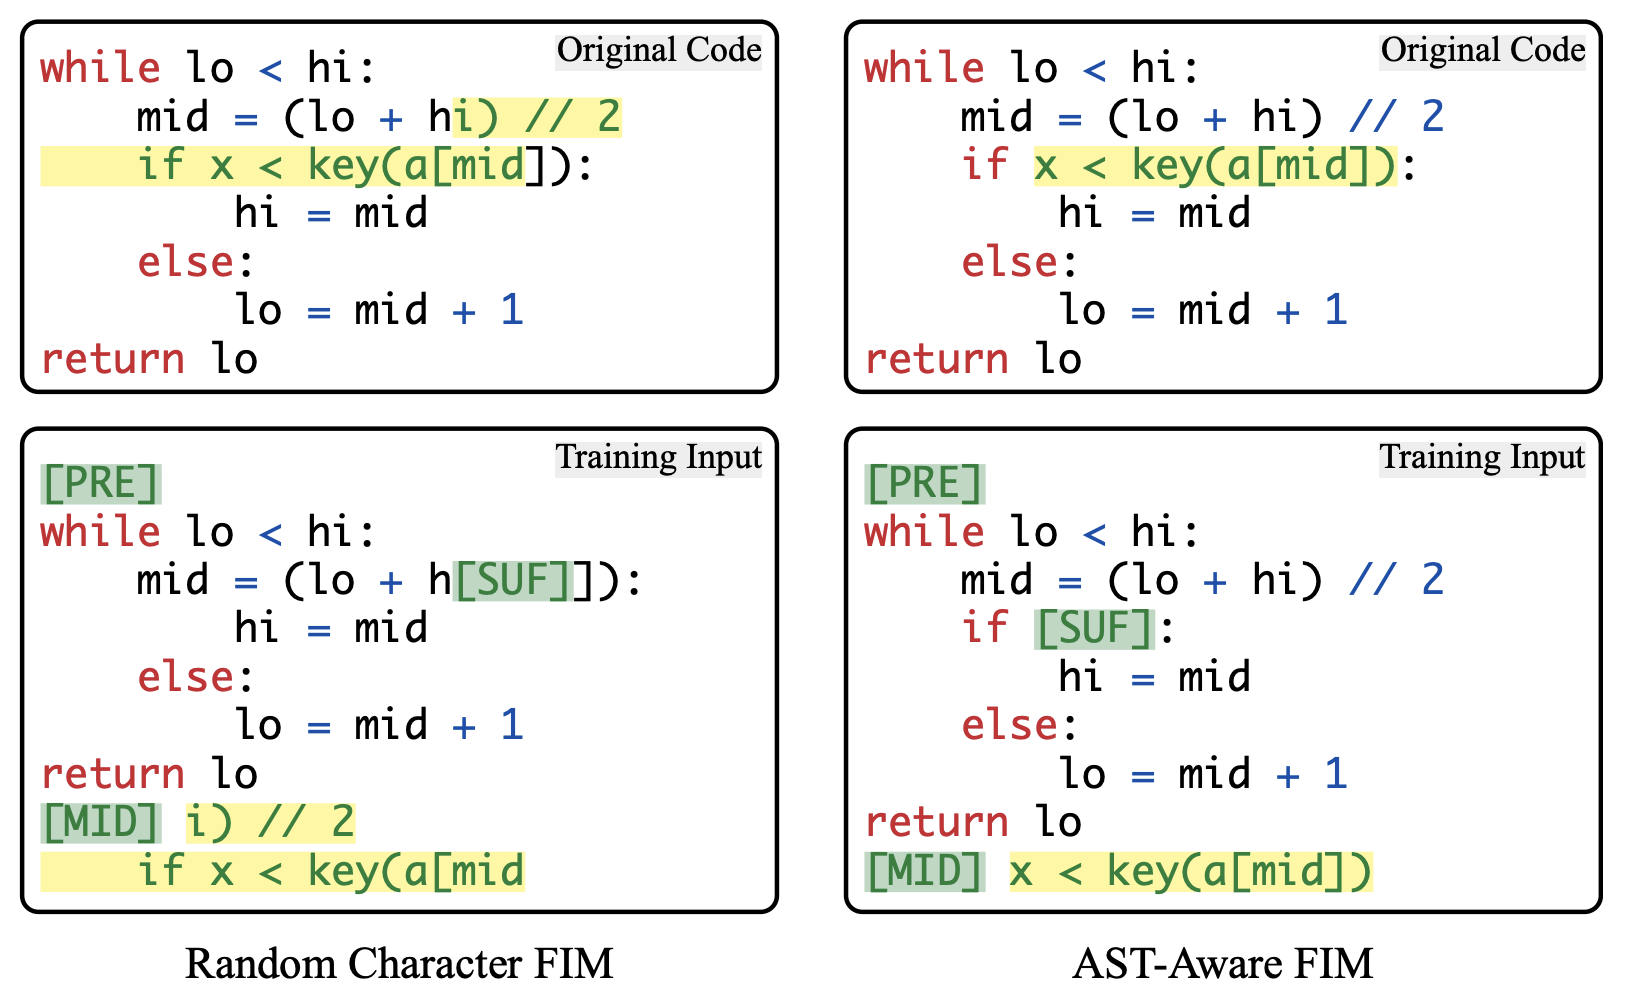 Original Code
while lo < hi:
    mid = (lo + hi) // 2
    if x < key(a[mid]):
        hi = mid
    else:
        lo = mid + 1
return lo
Training Input
[PRE]
while lo < hi:
    mid = (lo + h[SUF]]):
        hi = mid
    else:
        lo = mid + 1
return lo
[MID] i) // 2
    if x < key(a[mid
Random Character FIM
Original Code
while lo < hi:
    mid = (lo + hi) // 2
    if x < key(a[mid]):
        hi = mid
    else:
        lo = mid + 1
return lo
Training Input
[PRE]
while lo < hi:
    mid = (lo + hi) // 2
    if [SUF]:
        hi = mid
    else:
        lo = mid + 1
return lo
[MID] x < key(a[mid])
AST-Aware FIM